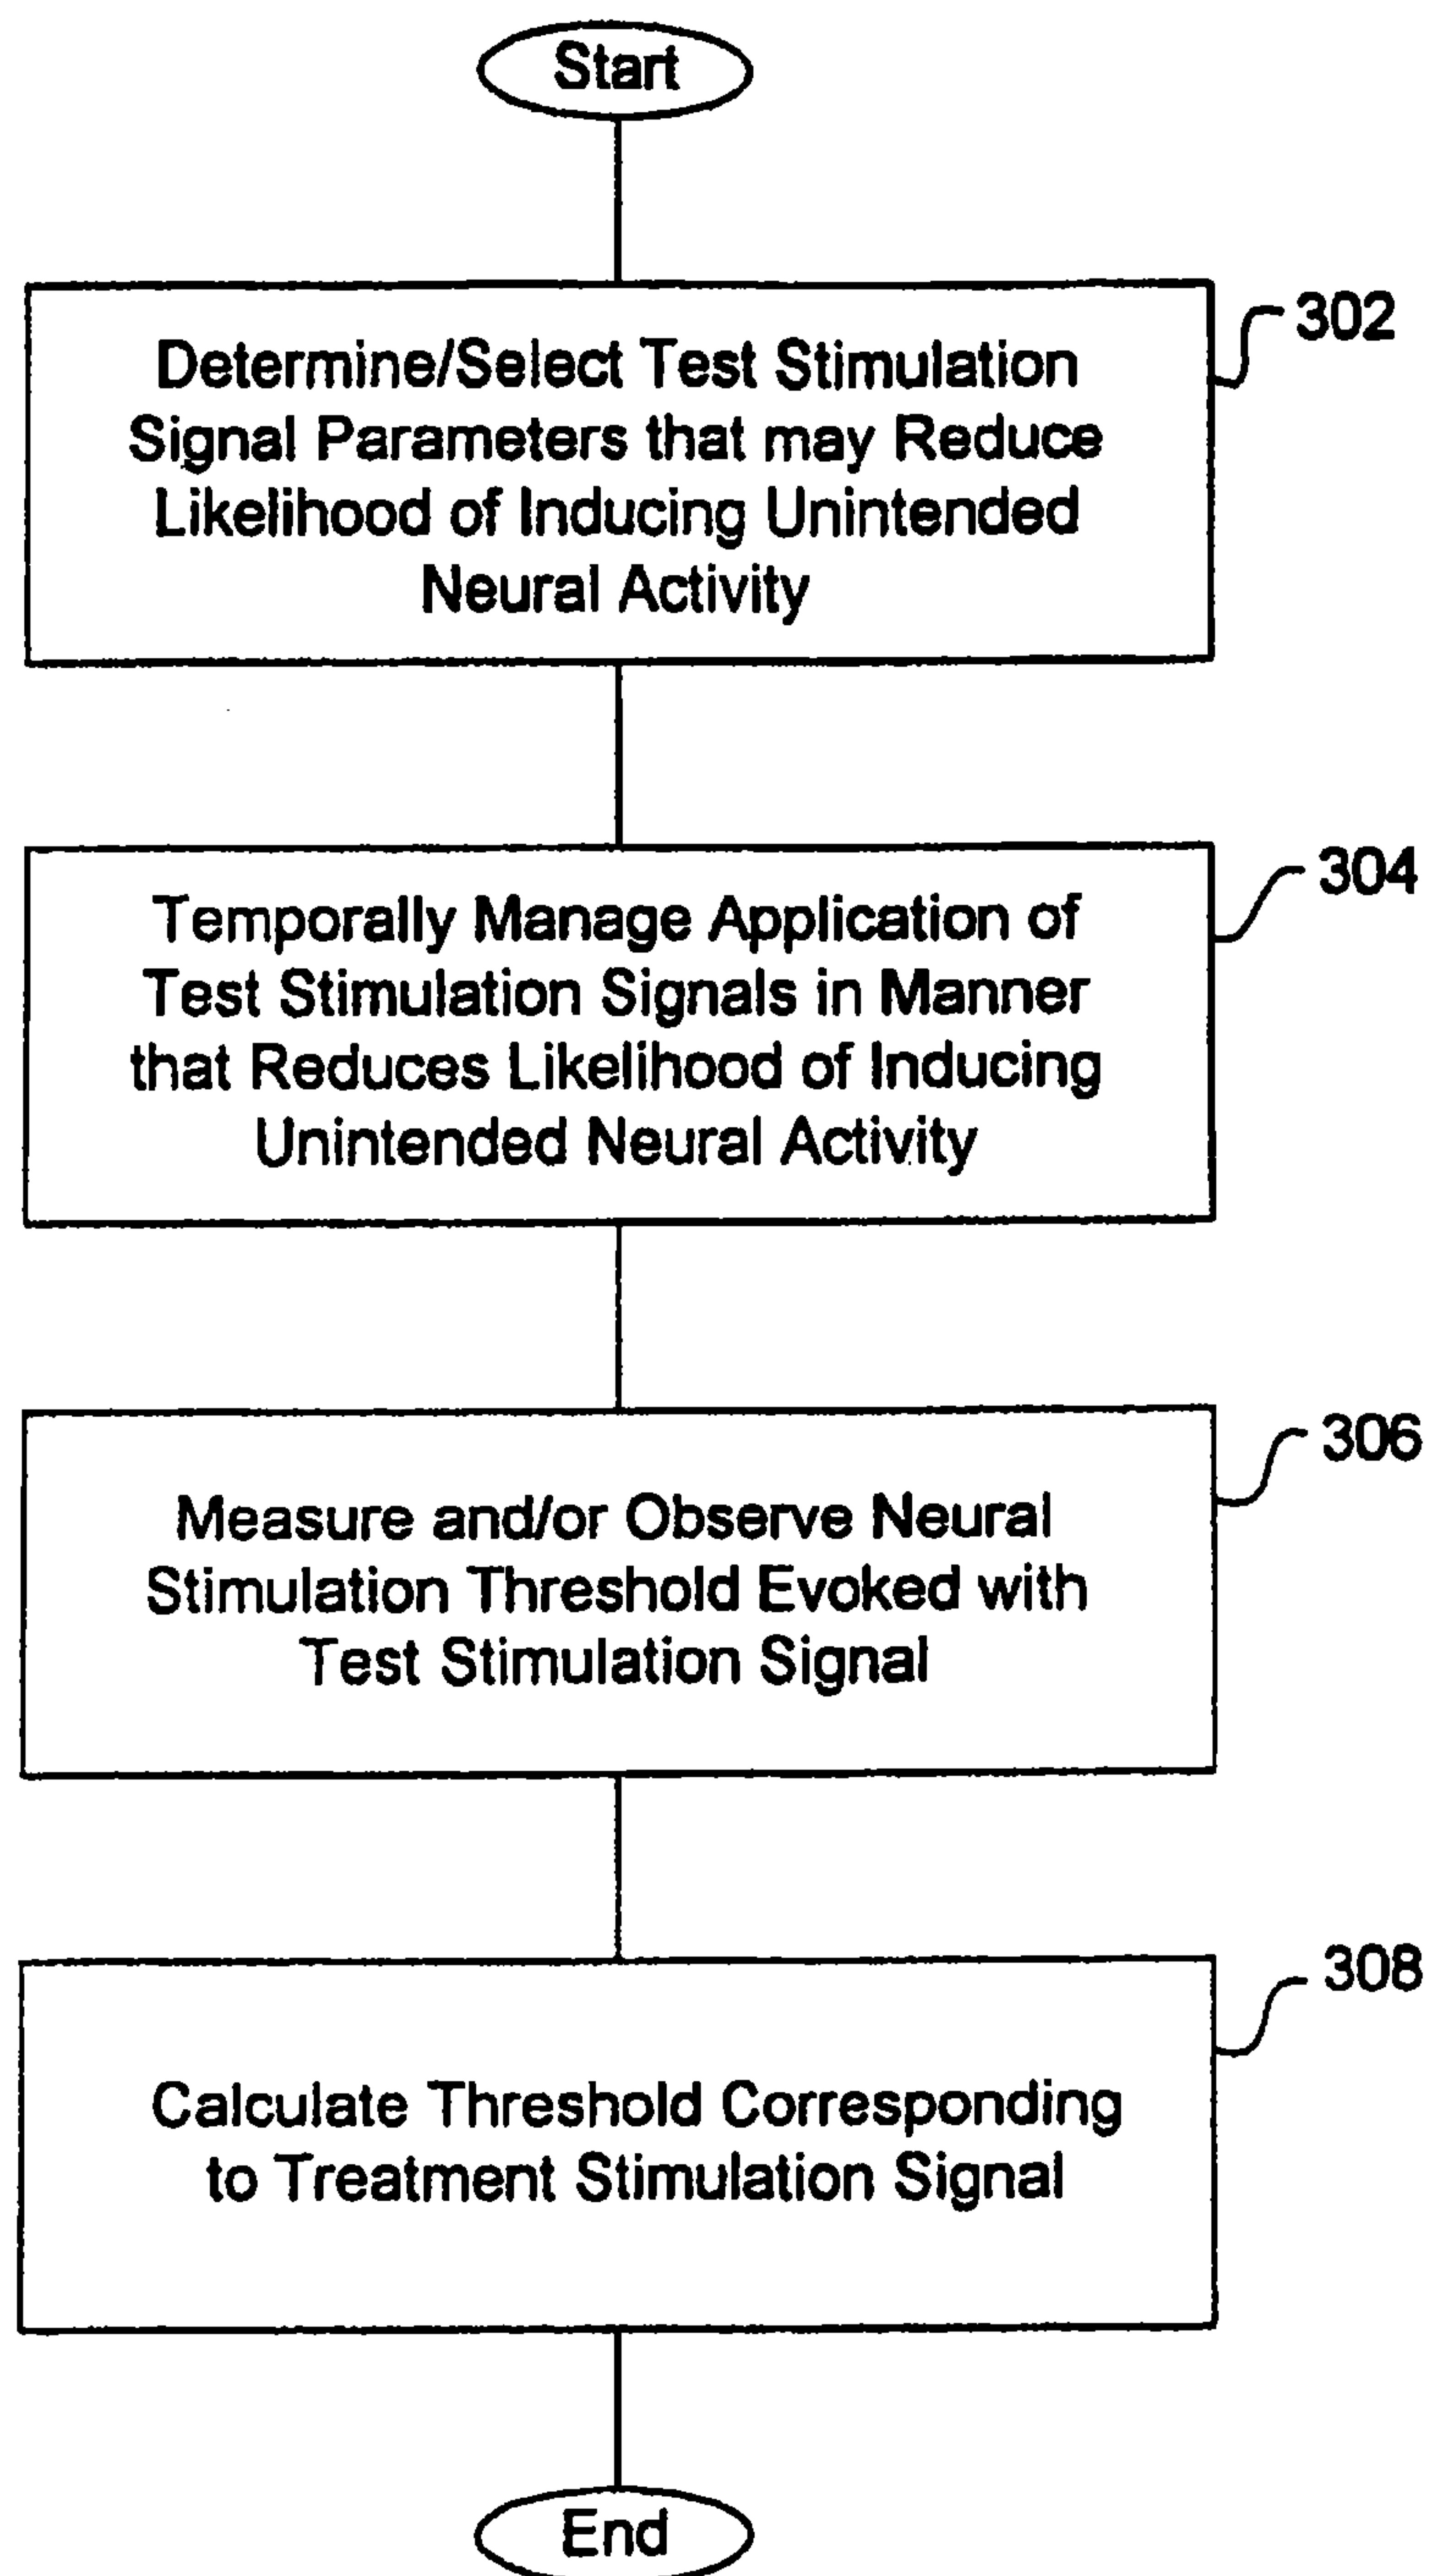 Start
302
Determine/Select Test Stimulation
Signal Parameters that may Reduce
Likelihood of Inducing Unintended
Neural Activity
304
Temporally Manage Application of
Test Stimulation Signals in Manner
that Reduces Likelihood of Inducing
Unintended Neural Activity
306
Measure and/or Observe Neural
Stimulation Threshold Evoked with
Test Stimulation Signal
308
Calculate Threshold Corresponding
to Treatment Stimulation Signal
End